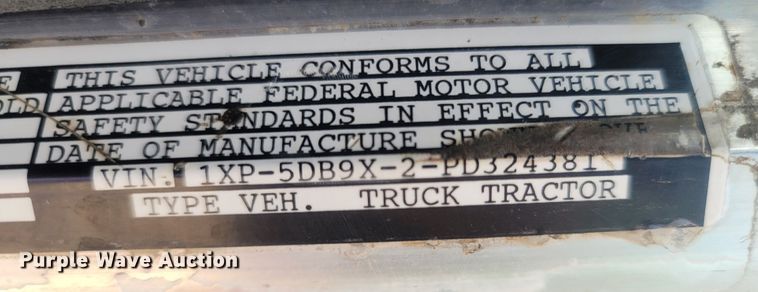 THIS VEHICLE CONFORMS TO ALL
OLD APPLICABLE FEDERAL MOTOR VEHICLE
SAFETY STANDARDS IN EFFECT ON THE
DATE OF MANUFACTURE
VIN. 1XP-5DB9X-2-PD324381
TYPE VEH. TRUCK TRACTOR
Purple Wave Auction